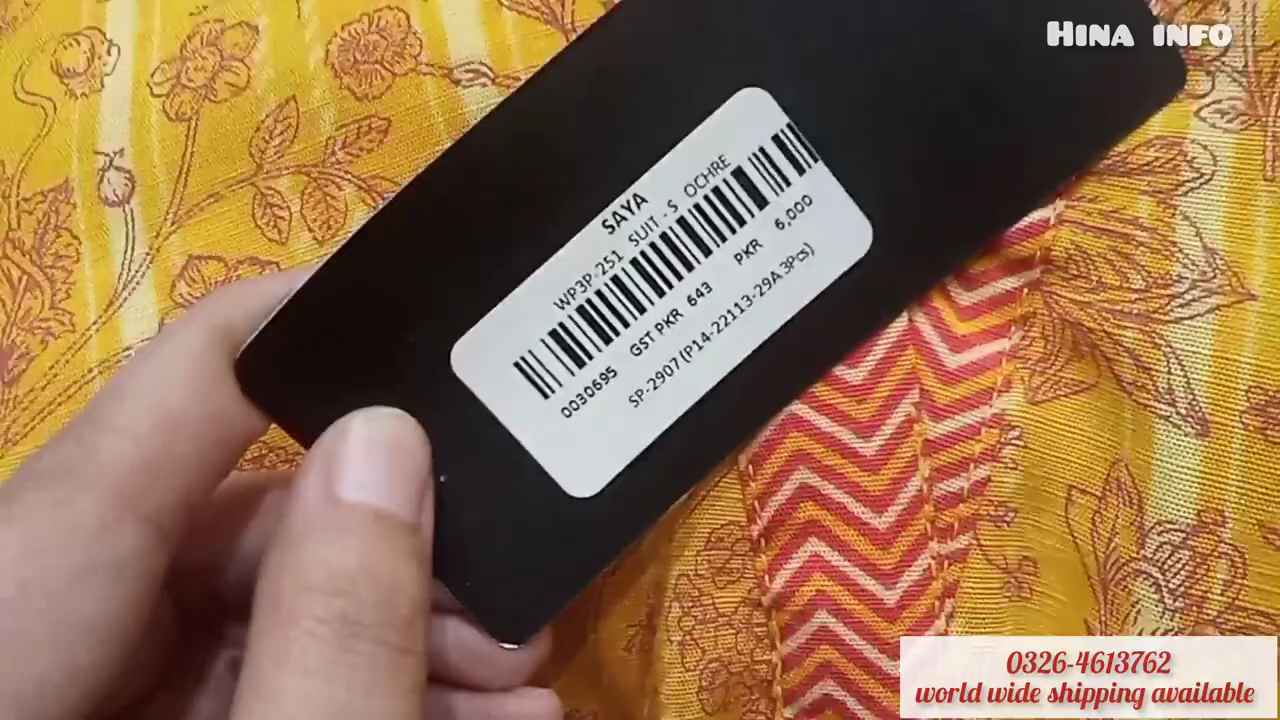 HINA INFO
SAYA
WP3P-251 SUIT - S OCHRE
0030695 GST PKR 643 PKR 6,000
SP-2907 (P14-22113-29A 3Pcs)
0326-4613762
world wide shipping available